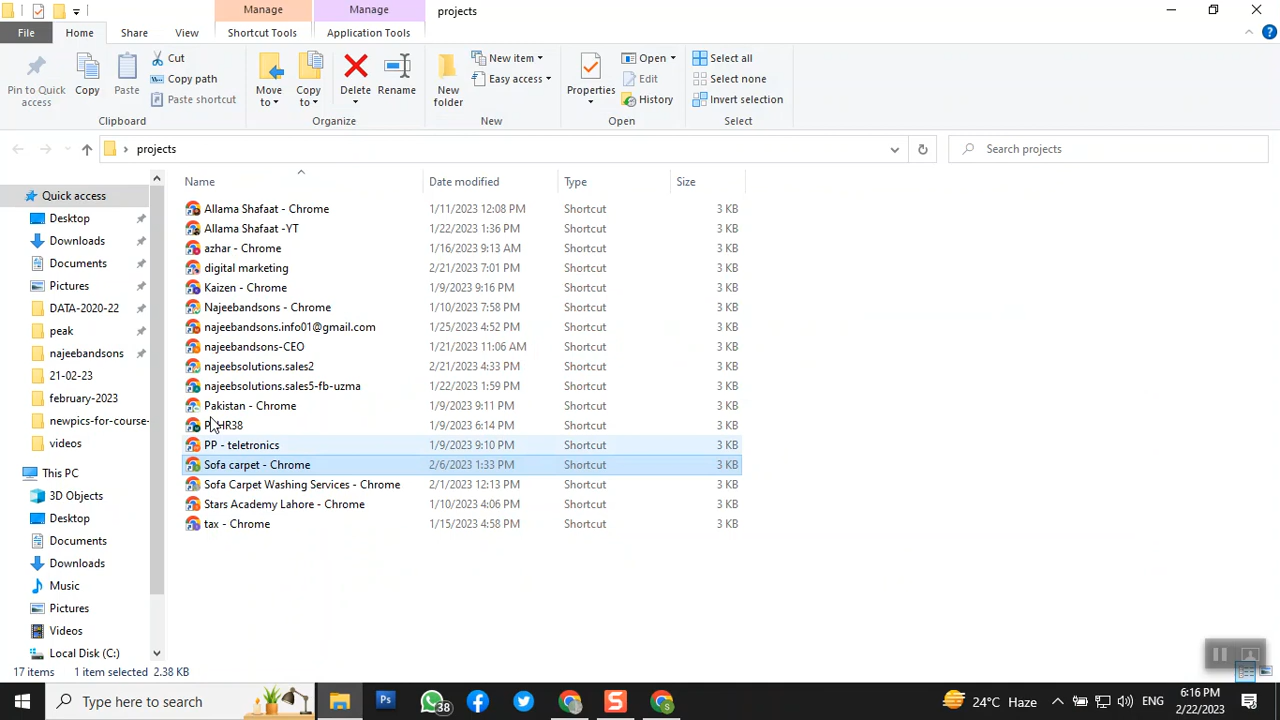 Manage Manage projects
File Home Share View Shortcut Tools Application Tools
Pin to Quick access
Copy
Paste
Cut
Copy path
Paste shortcut
Clipboard
Move to
Copy to
Delete
Rename
Organize
New folder
New item
Easy access
New
Properties
Open
Edit
History
Open
Select all
Select none
Invert selection
Select
projects
Search projects
Name Date modified Type Size
Allama Shafaat - Chrome 1/11/2023 12:08 PM Shortcut 3 KB
Allama Shafaat -YT 1/22/2023 1:36 PM Shortcut 3 KB
azhar - Chrome 1/16/2023 9:13 AM Shortcut 3 KB
digital marketing 2/21/2023 7:01 PM Shortcut 3 KB
Kaizen - Chrome 1/9/2023 9:16 PM Shortcut 3 KB
Najeebandsons - Chrome 1/10/2023 7:58 PM Shortcut 3 KB
najeebandsons.info01@gmail.com 1/25/2023 4:52 PM Shortcut 3 KB
najeebandsons-CEO 1/21/2023 11:06 AM Shortcut 3 KB
najeebsolutions.sales2 2/21/2023 4:33 PM Shortcut 3 KB
najeebsolutions.sales5-fb-uzma 1/22/2023 1:59 PM Shortcut 3 KB
Pakistan - Chrome 1/9/2023 9:11 PM Shortcut 3 KB
1/9/2023 6:14 PM Shortcut 3 KB
PP - teletronics 1/9/2023 9:10 PM Shortcut 3 KB
Sofa carpet - Chrome 2/6/2023 1:33 PM Shortcut 3 KB
Sofa Carpet Washing Services - Chrome 2/1/2023 12:13 PM Shortcut 3 KB
Stars Academy Lahore - Chrome 1/10/2023 4:06 PM Shortcut 3 KB
tax - Chrome 1/15/2023 4:58 PM Shortcut 3 KB
Quick access
Desktop
Downloads
Documents
Pictures
DATA-2020-22
peak
najeebandsons
21-02-23
february-2023
newpics-for-course-
videos
This PC
3D Objects
Desktop
Documents
Downloads
Music
Pictures
Videos
Local Disk (C:)
17 items 1 item selected 2.38 KB
Type here to search
Ps
38
S
S
24°C Haze
ENG
6:16 PM
2/22/2023